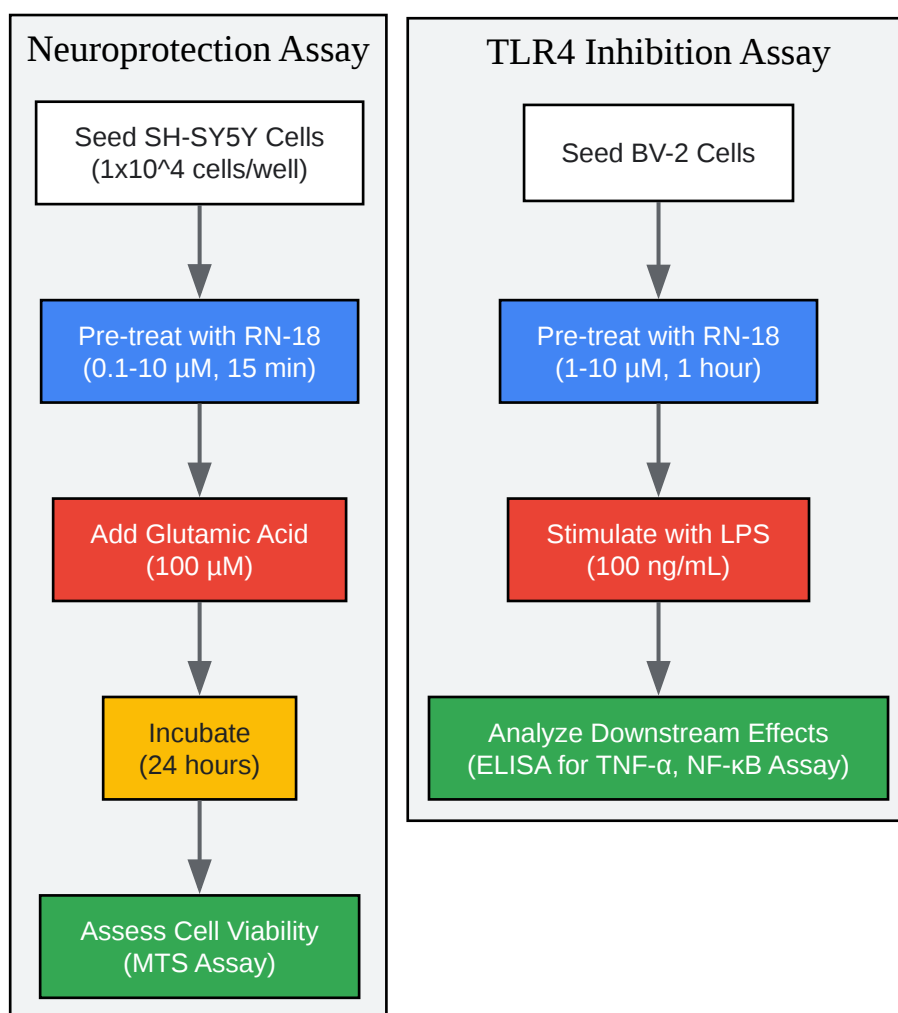 Neuroprotection Assay
Seed SH-SY5Y Cells
(1x10^4 cells/well)
Pre-treat with RN-18
(0.1-10 µM, 15 min)
Add Glutamic Acid
(100 µM)
Incubate
(24 hours)
Assess Cell Viability
(MTS Assay)
TLR4 Inhibition Assay
Seed BV-2 Cells
Pre-treat with RN-18
(1-10 µM, 1 hour)
Stimulate with LPS
(100 ng/mL)
Analyze Downstream Effects
(ELISA for TNF-α, NF-κB Assay)